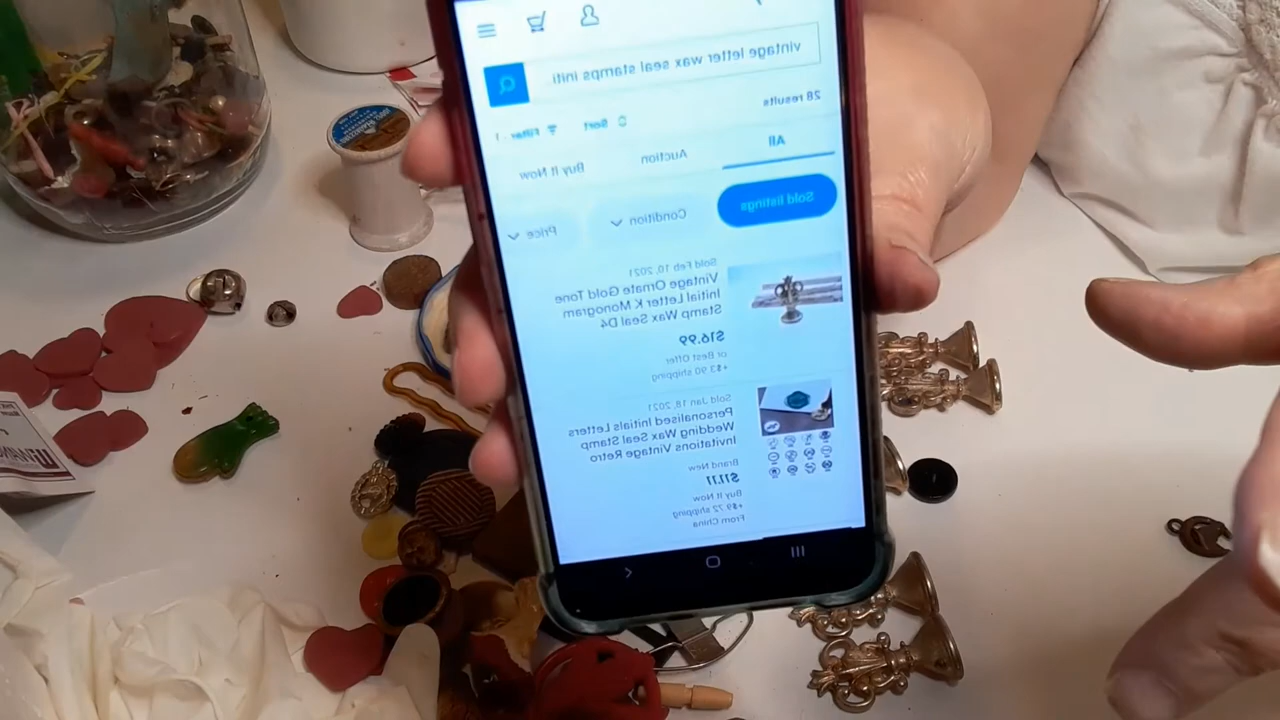 vintage letter wax seal stamps initi
28 results
Sort
Filter
All
Auction
Buy It Now
Sold listings
Condition
Price
Sold Feb 10, 2021
Vintage Ornate Gold Tone
Initial Letter K Monogram
Stamp Wax Seal D4
$16.99
or Best Offer
+$3.90 shipping
Sold Jan 18, 2021
Personalised Initials Letters
Wedding Wax Seal Stamp
Invitations Vintage Retro
Brand New
$11.11
Buy It Now
+$9.72 shipping
From China